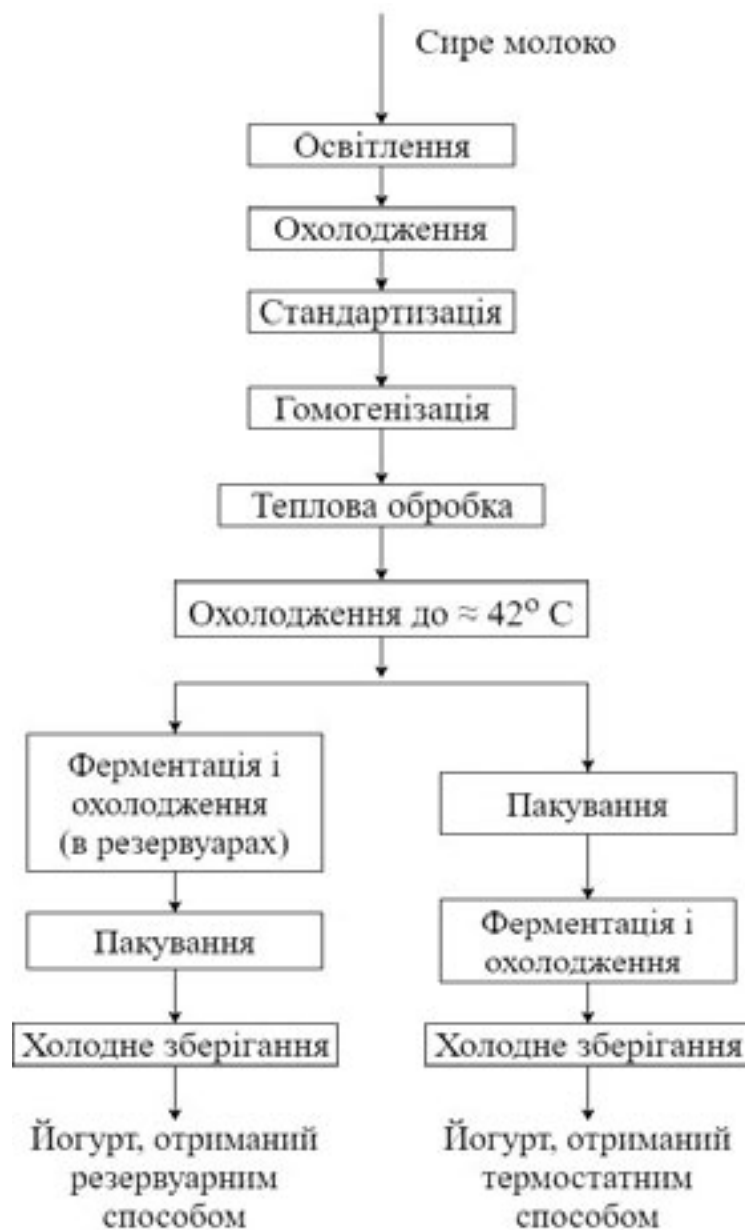 Сире молоко
Освітлення
Охолодження
Стандартизація
Гомогенізація
Теплова обробка
Охолодження до ≈ 42° С
Ферментація і
охолодження
(в резервуарах)
Пакування
Холодне зберігання
Йогурт, отриманий
резервуарним
способом
Пакування
Ферментація і
охолодження
Холодне зберігання
Йогурт, отриманий
термостатним
способом